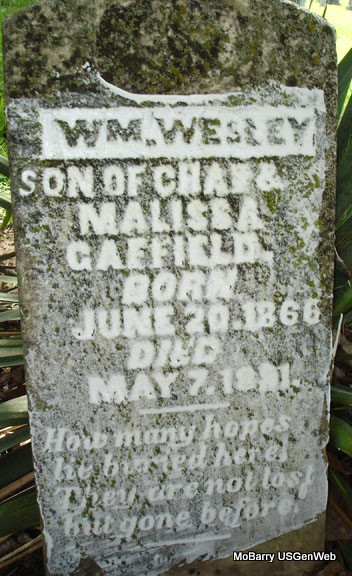 WM. WESLEY
SON OF CHAS &
MALISSA
GAFFIELD.
BORN
JUNE 20. 1866
DIED
MAY 7. 1881.
How many hopes
lie buried here!
They are not lost
but gone before.
MoBarry USGenWeb